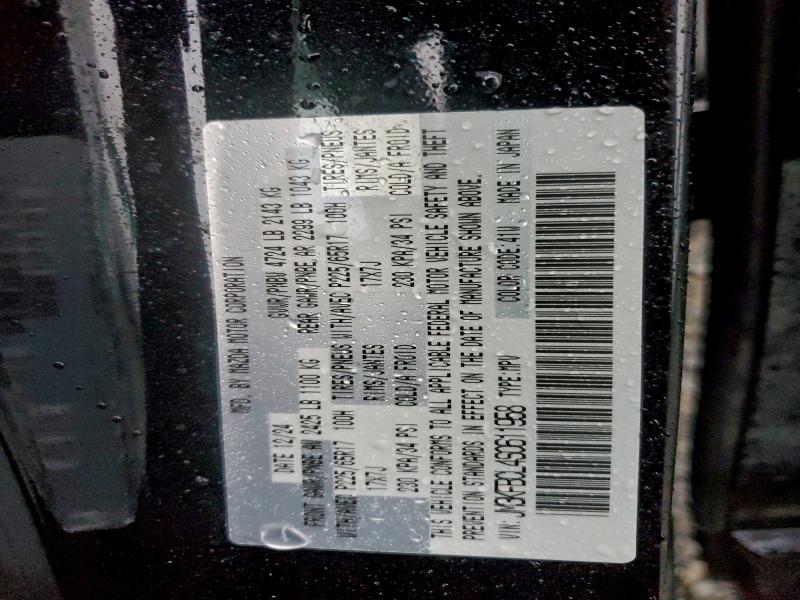 MFD. BY MAZDA MOTOR CORPORATION
DATE 12/24 GVWR/PNBV 4724 LB 2143 KG
FRONT GAWR/PNBE AV 2425 LB 1100 KG REAR GAWR/PNBE, AR 2299 LB 1043 KG
WITH/AVEC P225/65R17 100H TIRES/PNEUS WITH/AVEC P225/65R17 100H TIRES/PNEUS
17X7J RIMS/JANTES 17X7J RIMS/JANTES
230 KPA/34 PSI COLD/A FROID 230 KPA/34 PSI COLD/A FROID
THIS VEHICLE CONFORMS TO ALL APPLICABLE FEDERAL MOTOR VEHICLE SAFETY AND THEFT
PREVENTION STANDARDS IN EFFECT ON THE DATE OF MANUFACTURE SHOWN ABOVE.
VIN: TYPE:MPV COLOR CODE:41W MADE IN JAPAN